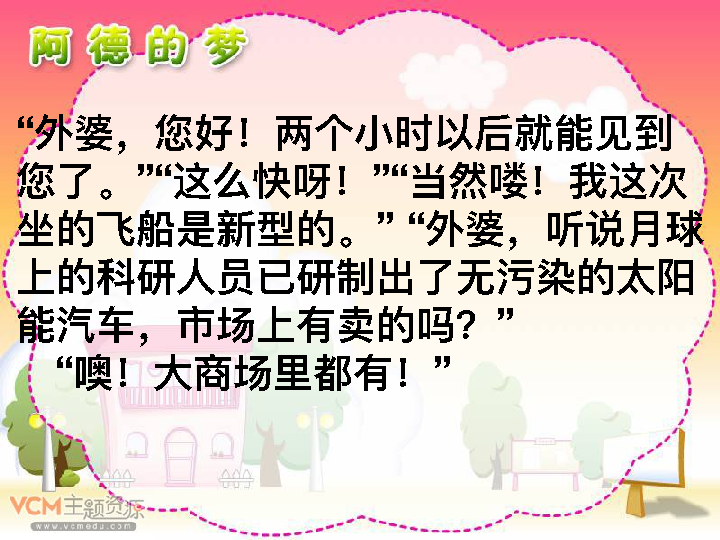 阿德的梦
“外婆，您好！两个小时以后就能见到
您了。”“这么快呀！”“当然喽！我这次
坐的飞船是新型的。” “外婆，听说月球
上的科研人员已研制出了无污染的太阳
能汽车，市场上有卖的吗？”
“噢！大商场里都有！”
VCM主题资源
www.vcmedu.com